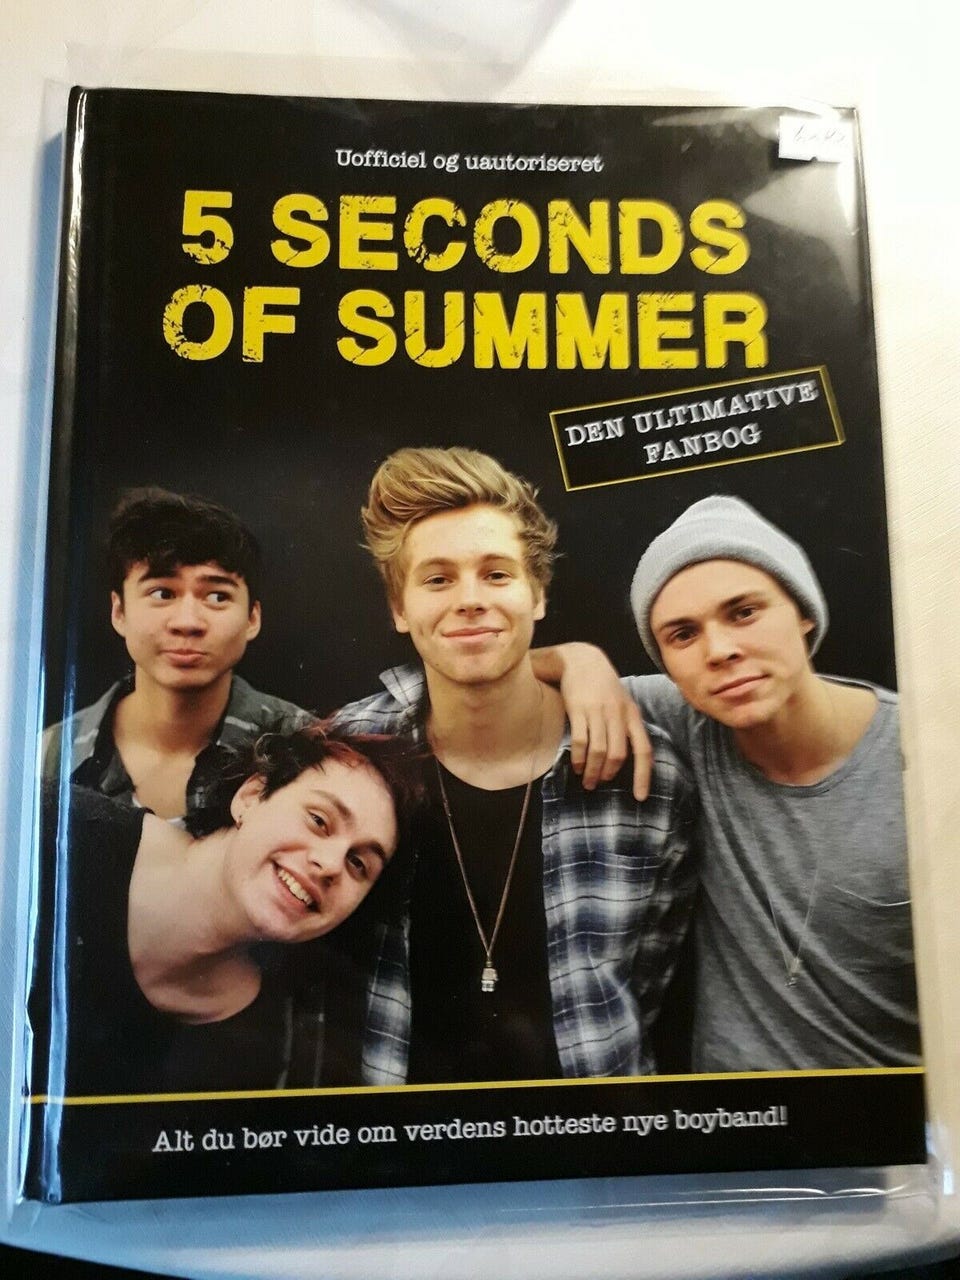 Uofficiel og uautoriseret
5 SECONDS
OF SUMMER
DEN ULTIMATIVE
FANBOG
Alt du bør vide om verdens hotteste nye boyband!